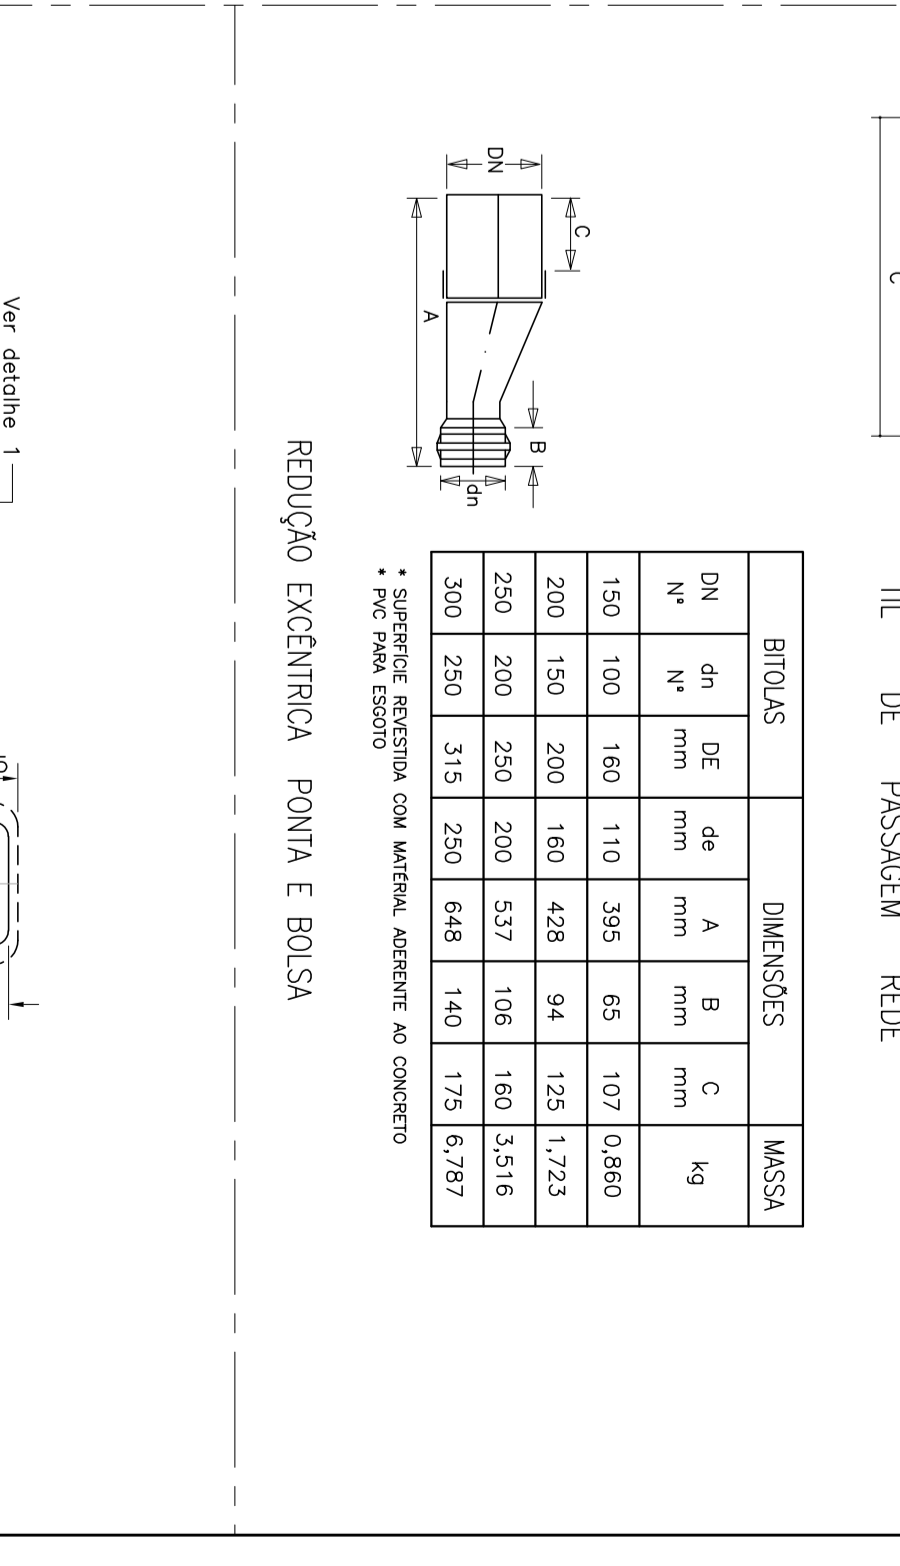 C
TIL DE PASSAGEM REDE
BITOLAS DIMENSÕES MASSA
DN Nº dn Nº DE mm de mm A mm B mm C mm kg
150 100 160 110 395 65 107 0,860
200 150 200 160 428 94 125 1,723
250 200 250 200 537 106 160 3,516
300 250 315 250 648 140 175 6,787
DN
C
A
B
dn
* SUPERFÍCIE REVESTIDA COM MATÉRIAL ADERENTE AO CONCRETO
* PVC PARA ESGOTO
REDUÇÃO EXCÊNTRICA PONTA E BOLSA
Ver detalhe 1